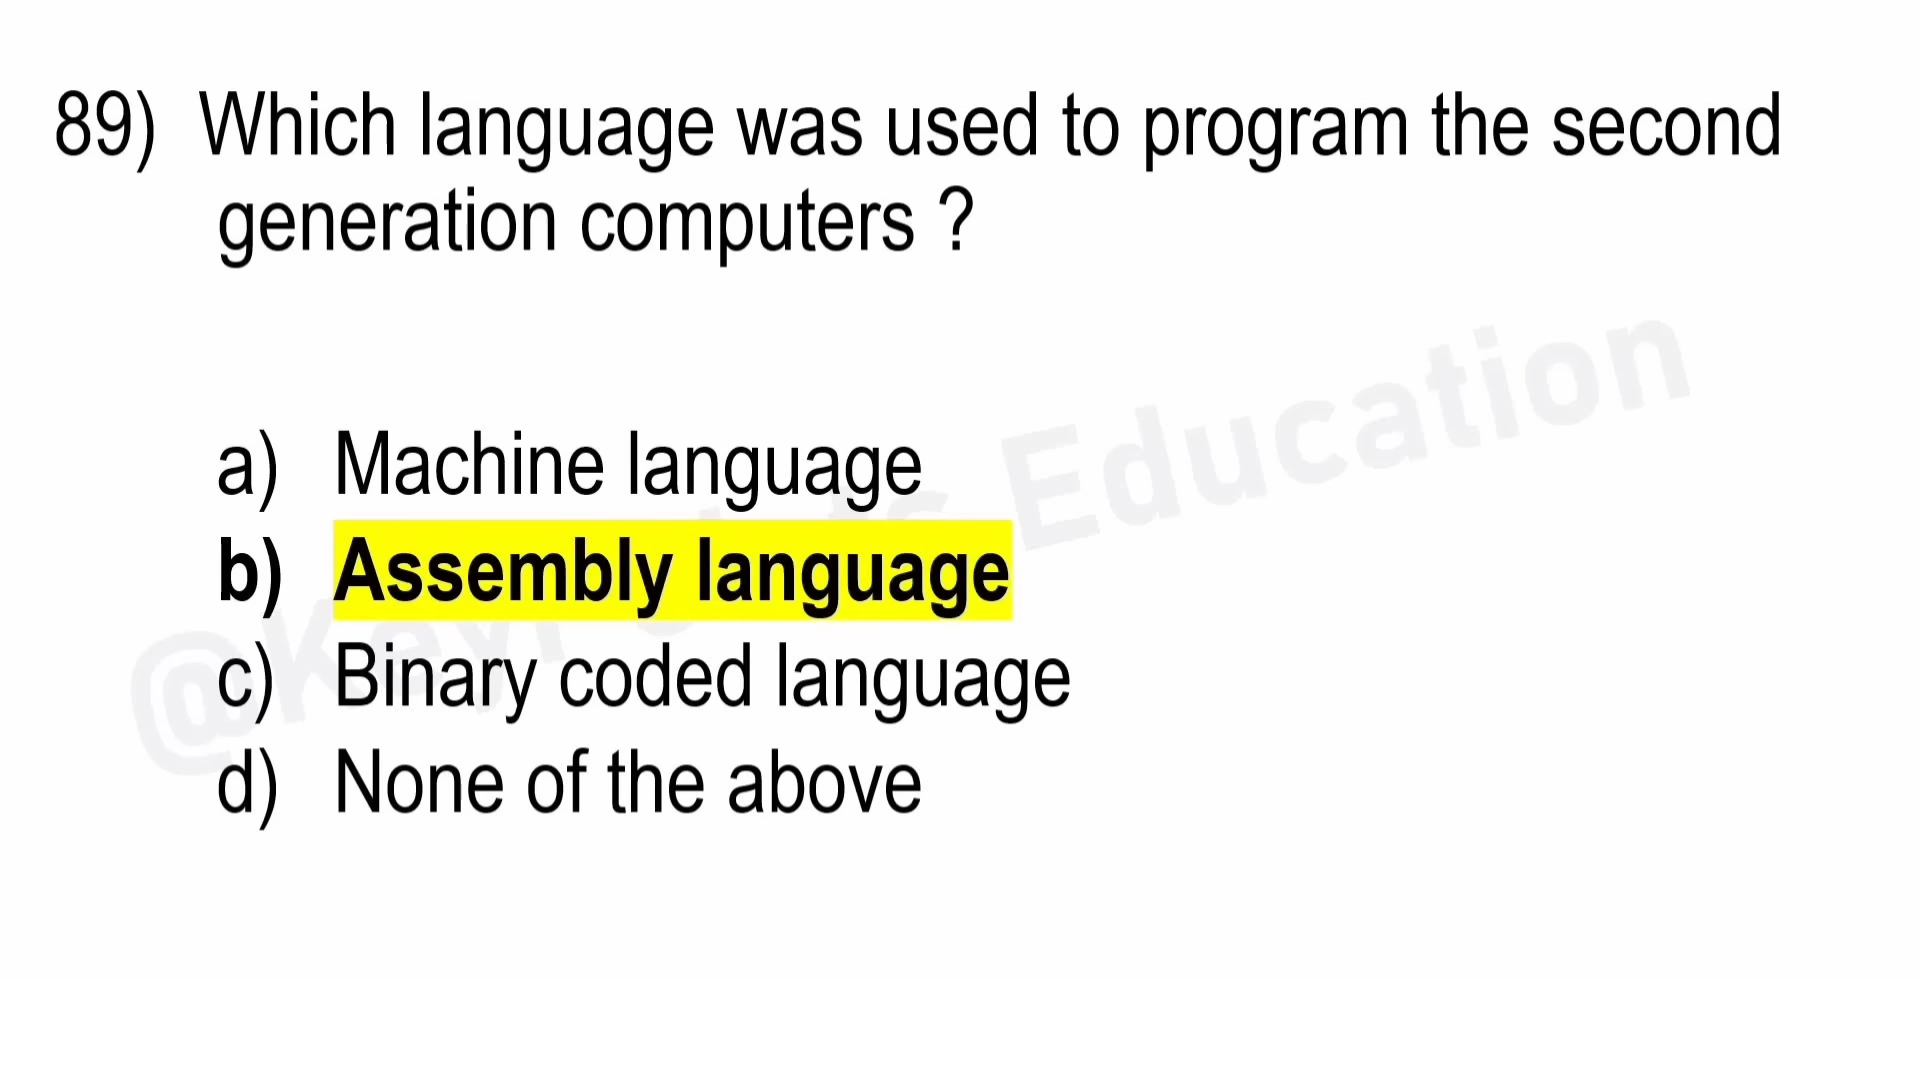 89) Which language was used to program the second
generation computers ?
a) Machine language
b) Assembly language
c) Binary coded language
d) None of the above
Education